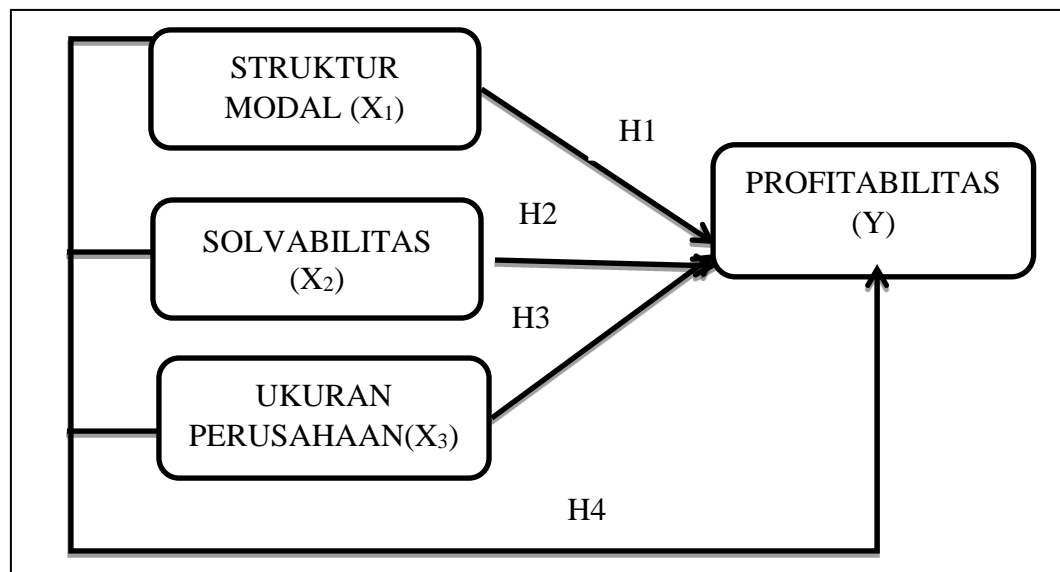 STRUKTUR
MODAL (X₁)
H1
PROFITABILITAS
(Y)
H2
SOLVABILITAS
(X₂)
H3
UKURAN
PERUSAHAAN(X₃)
H4